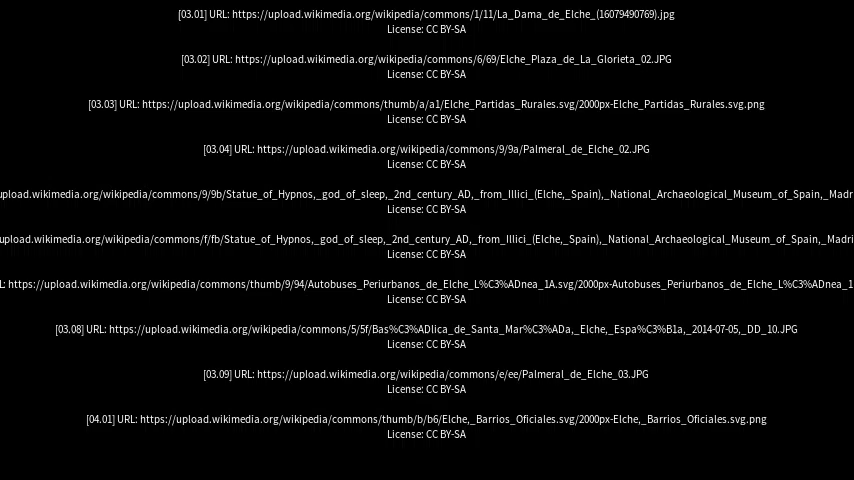 [03.01] URL: https://upload.wikimedia.org/wikipedia/commons/1/11/La_Dama_de_Elche_(16079490769).jpg
License: CC BY-SA
[03.02] URL: https://upload.wikimedia.org/wikipedia/commons/6/69/Elche_Plaza_de_La_Glorieta_02.JPG
License: CC BY-SA
[03.03] URL: https://upload.wikimedia.org/wikipedia/commons/thumb/a/a1/Elche_Partidas_Rurales.svg/2000px-Elche_Partidas_Rurales.svg.png
License: CC BY-SA
[03.04] URL: https://upload.wikimedia.org/wikipedia/commons/9/9a/Palmeral_de_Elche_02.JPG
License: CC BY-SA
upload.wikimedia.org/wikipedia/commons/9/9b/Statue_of_Hypnos,_god_of_sleep,_2nd_century_AD,_from_Illici_(Elche,_Spain),_National_Archaeological_Museum_of_Spain,_Madr
License: CC BY-SA
upload.wikimedia.org/wikipedia/commons/f/fb/Statue_of_Hypnos,_god_of_sleep,_2nd_century_AD,_from_Illici_(Elche,_Spain),_National_Archaeological_Museum_of_Spain,_Madri
License: CC BY-SA
L: https://upload.wikimedia.org/wikipedia/commons/thumb/9/94/Autobuses_Periurbanos_de_Elche_L%C3%ADnea_1A.svg/2000px-Autobuses_Periurbanos_de_Elche_L%C3%ADnea_1
License: CC BY-SA
[03.08] URL: https://upload.wikimedia.org/wikipedia/commons/5/5f/Bas%C3%ADlica_de_Santa_Mar%C3%ADa,_Elche,_Espa%C3%B1a,_2014-07-05,_DD_10.JPG
License: CC BY-SA
[03.09] URL: https://upload.wikimedia.org/wikipedia/commons/e/ee/Palmeral_de_Elche_03.JPG
License: CC BY-SA
[04.01] URL: https://upload.wikimedia.org/wikipedia/commons/thumb/b/b6/Elche,_Barrios_Oficiales.svg/2000px-Elche,_Barrios_Oficiales.svg.png
License: CC BY-SA